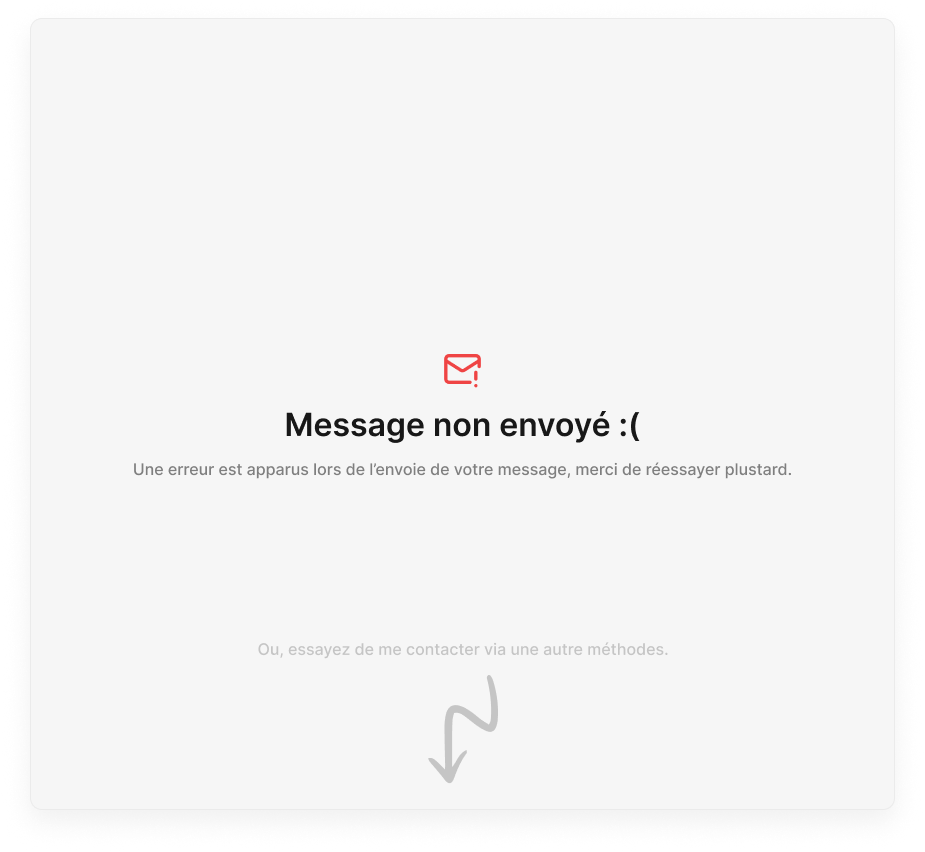 Message non envoyé :(
Une erreur est apparus lors de l’envoie de votre message, merci de réessayer plustard.
Ou, essayez de me contacter via une autre méthodes.